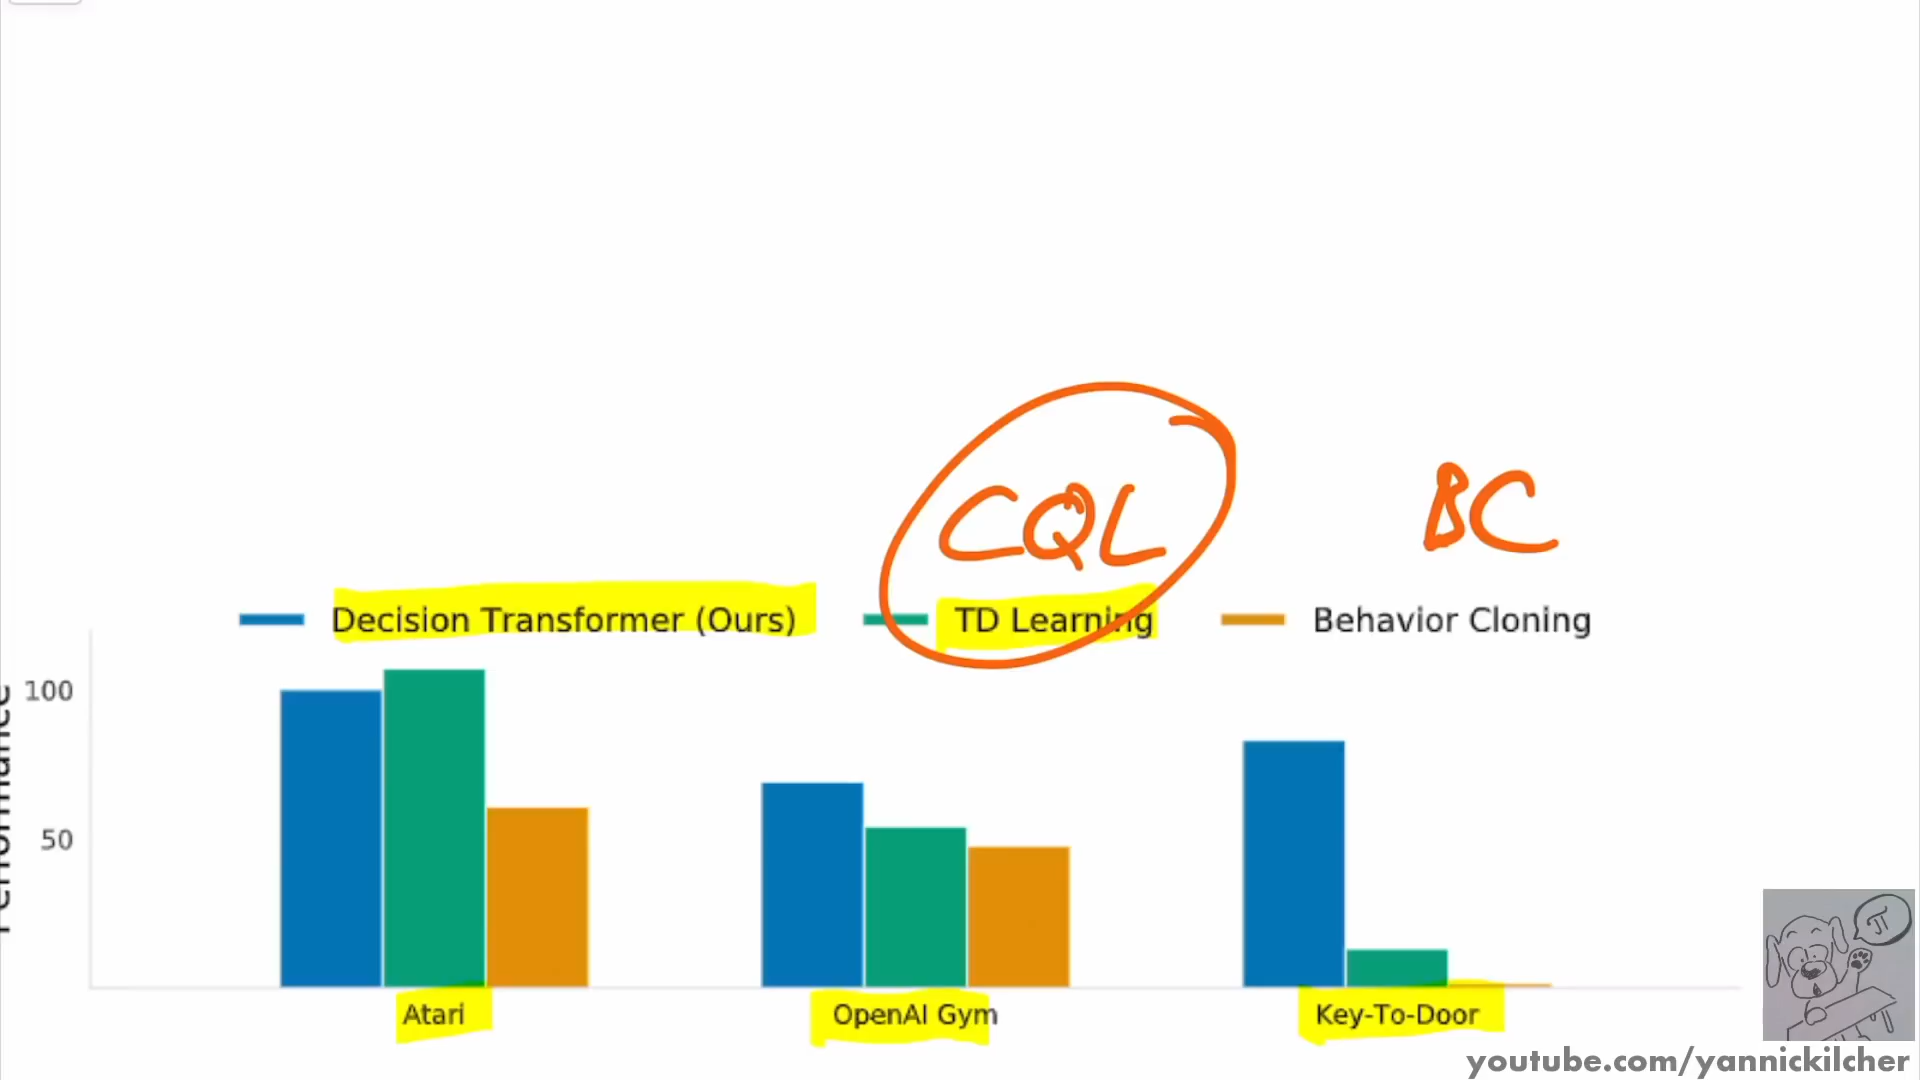 CQL
BC
Decision Transformer (Ours)
TD Learning
Behavior Cloning
Performance
100
50
Atari
OpenAI Gym
Key-To-Door
π
youtube.com/yannickilcher